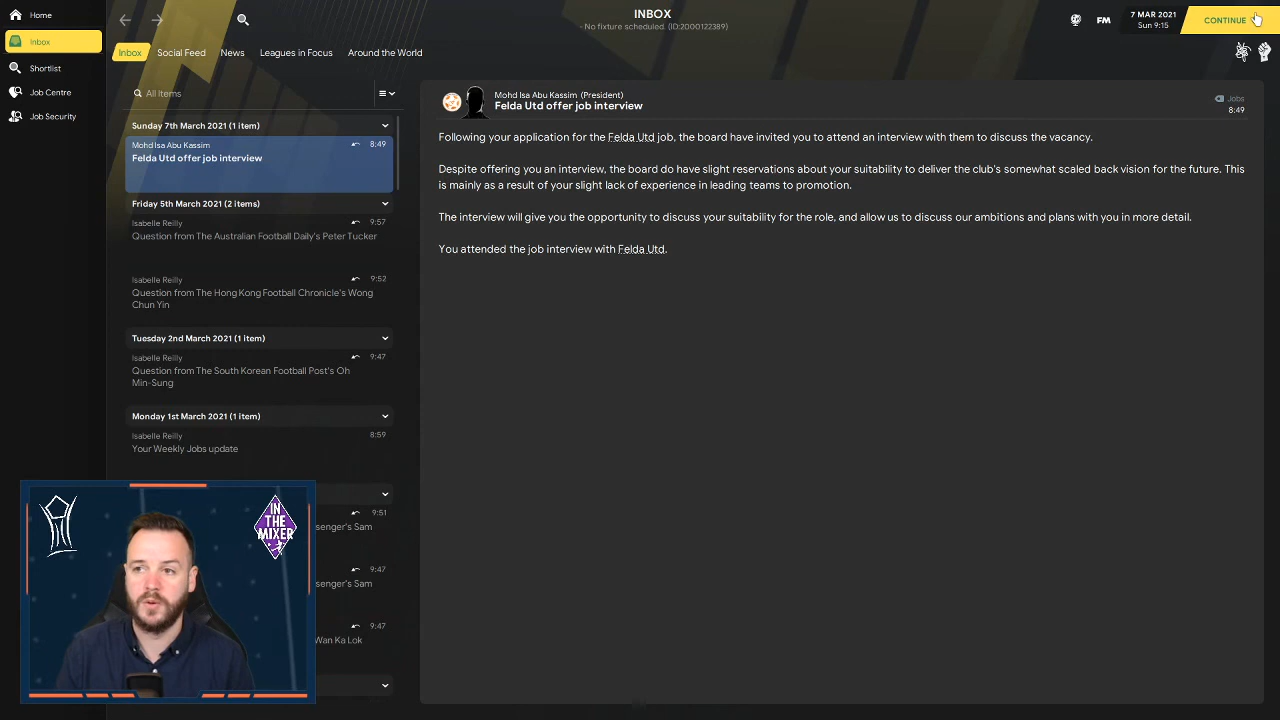 Home
INBOX
- No fixture scheduled. (ID:2000122389)
FM
7 MAR 2021
Sun 9:15
CONTINUE
Inbox
Shortlist
Job Centre
Job Security
Inbox
Social Feed
News
Leagues in Focus
Around the World
All Items
Sunday 7th March 2021 (1 item)
Mohd Isa Abu Kassim
8:49
Felda Utd offer job interview
Friday 5th March 2021 (2 items)
Isabelle Reilly
9:57
Question from The Australian Football Daily's Peter Tucker
Isabelle Reilly
9:52
Question from The Hong Kong Football Chronicle's Wong
Chun Yin
Tuesday 2nd March 2021 (1 item)
Isabelle Reilly
9:47
Question from The South Korean Football Post's Oh
Min-Sung
Monday 1st March 2021 (1 item)
Isabelle Reilly
8:59
Your Weekly Jobs update
9:51
senger's Sam
9:47
senger's Sam
9:47
Wan Ka Lok
Mohd Isa Abu Kassim (President)
Felda Utd offer job interview
Jobs
8:49
Following your application for the Felda Utd job, the board have invited you to attend an interview with them to discuss the vacancy.
Despite offering you an interview, the board do have slight reservations about your suitability to deliver the club's somewhat scaled back vision for the future. This
is mainly as a result of your slight lack of experience in leading teams to promotion.
The interview will give you the opportunity to discuss your suitability for the role, and allow us to discuss our ambitions and plans with you in more detail.
You attended the job interview with Felda Utd.
IN
THE
MIXER